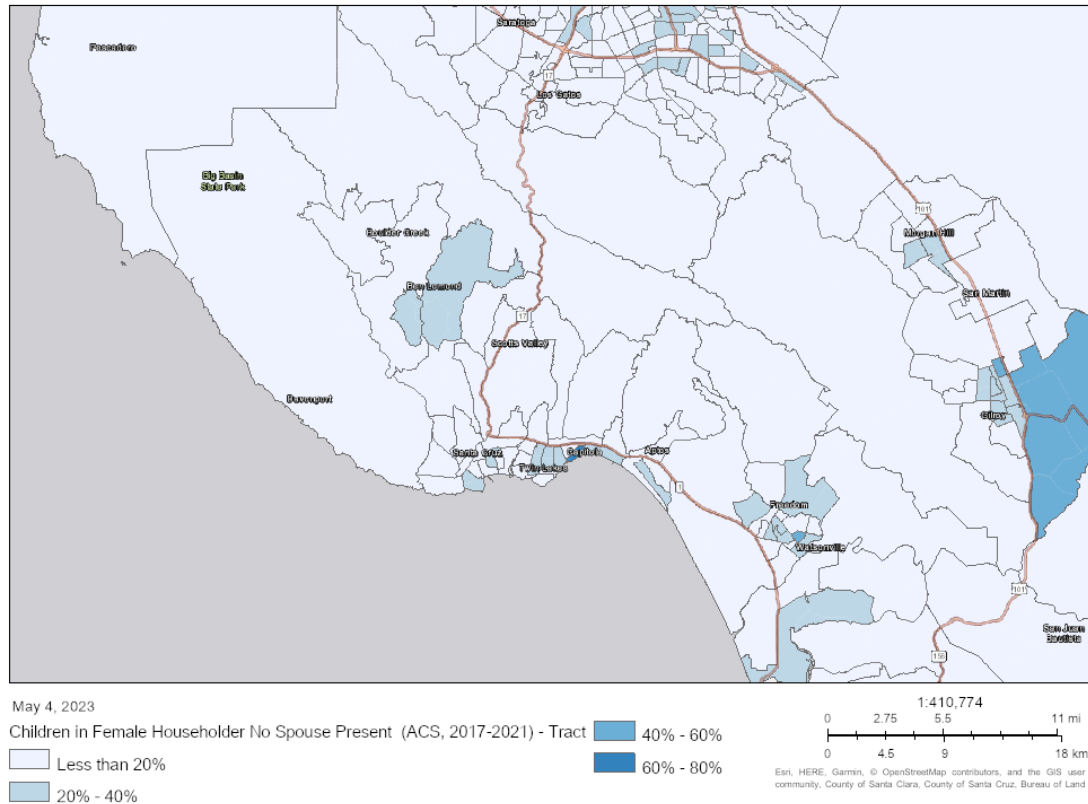 Saratoga
Pescadero
17
Los Gatos
Big Basin
State Park
101
Boulder Creek
Morgan Hill
Ben Lomond
San Martin
17
Scotts Valley
Davenport
Gilroy
Santa Cruz
Capitola
Aptos
Twin Lakes
1
Freedom
Watsonville
101
San Juan
Bautista
156
May 4, 2023
Children in Female Householder No Spouse Present (ACS, 2017-2021) - Tract
Less than 20%
20% - 40%
40% - 60%
60% - 80%
1:410,774
0 2.75 5.5 11 mi
0 4.5 9 18 km
Esri, HERE, Garmin, © OpenStreetMap contributors, and the GIS user
community, County of Santa Clara, County of Santa Cruz, Bureau of Land